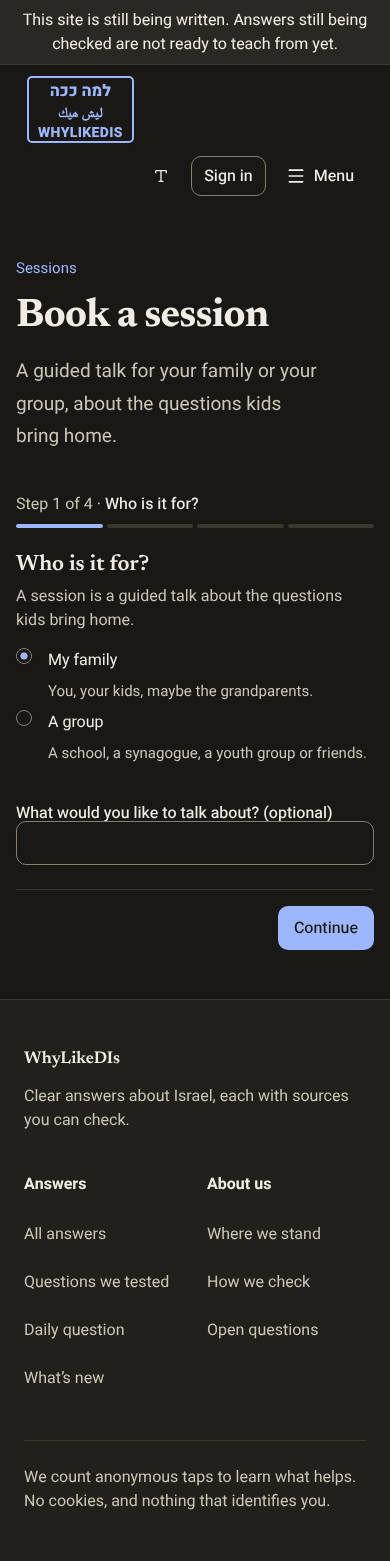 This site is still being written. Answers still being
checked are not ready to teach from yet.
למה ככה
ليش هيك
WHYLIKEDIS
T
Sign in
Menu
Sessions
Book a session
A guided talk for your family or your
group, about the questions kids
bring home.
Step 1 of 4 · Who is it for?
Who is it for?
A session is a guided talk about the questions
kids bring home.
My family
You, your kids, maybe the grandparents.
A group
A school, a synagogue, a youth group or friends.
What would you like to talk about? (optional)
Continue
WhyLikeDIs
Clear answers about Israel, each with sources
you can check.
Answers
About us
All answers
Where we stand
Questions we tested
How we check
Daily question
Open questions
What's new
We count anonymous taps to learn what helps.
No cookies, and nothing that identifies you.